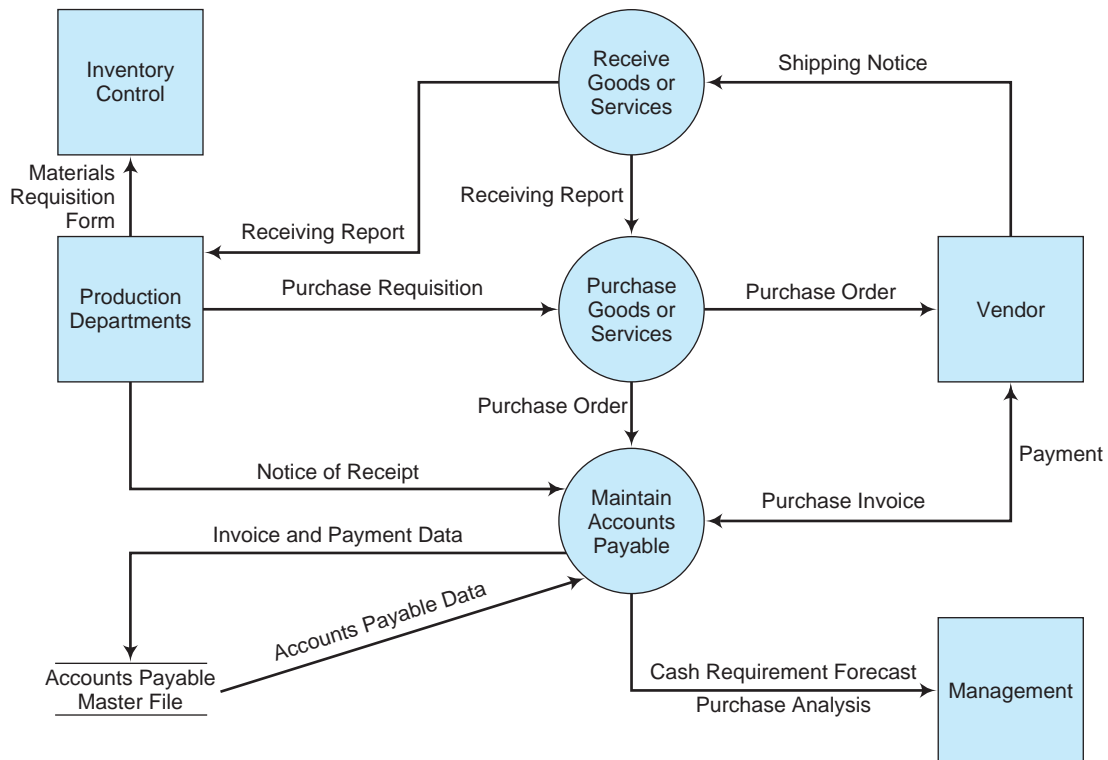 Inventory
Control
Receive
Goods or
Services
Shipping Notice
Materials
Requisition
Form
Receiving Report
Receiving Report
Production
Departments
Purchase Requisition
Purchase
Goods or
Services
Purchase Order
Vendor
Purchase Order
Notice of Receipt
Maintain
Accounts
Payable
Purchase Invoice
Payment
Invoice and Payment Data
Accounts Payable Data
Accounts Payable
Master File
Cash Requirement Forecast
Purchase Analysis
Management